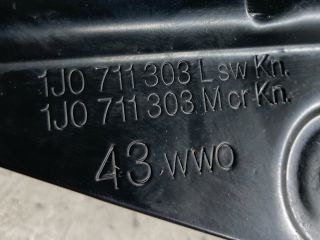 1J0 711 303 L sw Kn.
1J0 711 303 M cr Kn.
43 WWO